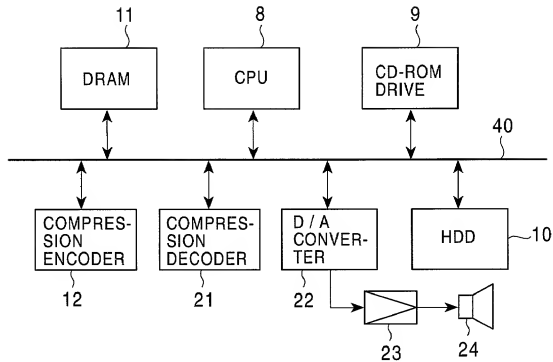 11
8
9
DRAM
CPU
CD-ROM
DRIVE
40
COMPRES-
SION
ENCODER
COMPRES-
SION
DECODER
D / A
CONVER-
TER
HDD
10
12
21
22
23
24